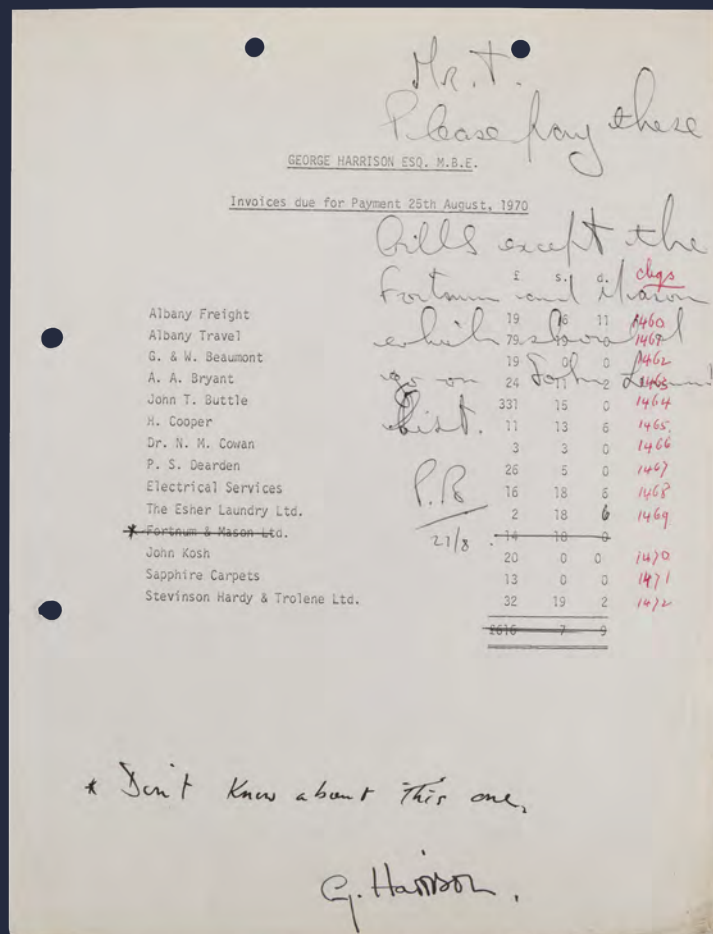 Mr. T.
Please pay these
GEORGE HARRISON ESQ. M.B.E.
Invoices due for Payment 25th August, 1970
bills except the
Fortnum and Mason
which should
go on John Lennon's
list.
P.B
27/8
£ s. d. chqs
Albany Freight 19 16 11 1460
Albany Travel 79
G. & W. Beaumont 19 0 0 1462
A. A. Bryant 24 11 2 1463
John T. Buttle 331 15 0 1464
H. Cooper 11 13 6 1465
Dr. N. M. Cowan 3 3 0 1466
P. S. Dearden 26 5 0 1467
Electrical Services 16 18 6 1468
The Esher Laundry Ltd. 2 18 6 1469
* Fortnum & Mason Ltd. 14 18 0
John Kosh 20 0 0 1470
Sapphire Carpets 13 0 0 1471
Stevinson Hardy & Trolene Ltd. 32 19 2 1472
£616 7 9
* Don't know about this one,
G. Harrison.